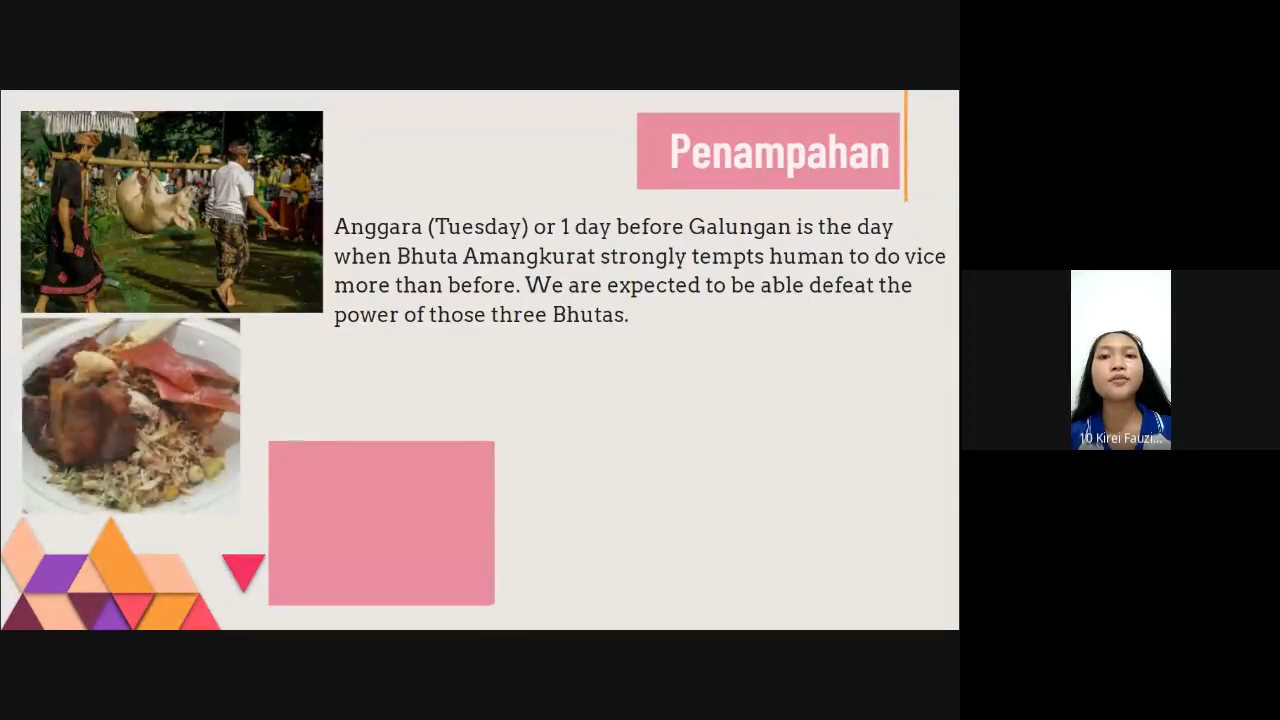 Penampahan
Anggara (Tuesday) or 1 day before Galungan is the day
when Bhuta Amangkurat strongly tempts human to do vice
more than before. We are expected to be able defeat the
power of those three Bhutas.
10 Kirei Fauzi...